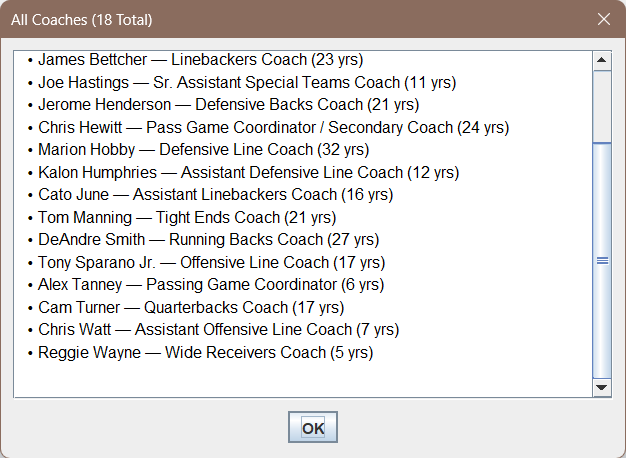 All Coaches (18 Total)
• James Bettcher — Linebackers Coach (23 yrs)
• Joe Hastings — Sr. Assistant Special Teams Coach (11 yrs)
• Jerome Henderson — Defensive Backs Coach (21 yrs)
• Chris Hewitt — Pass Game Coordinator / Secondary Coach (24 yrs)
• Marion Hobby — Defensive Line Coach (32 yrs)
• Kalon Humphries — Assistant Defensive Line Coach (12 yrs)
• Cato June — Assistant Linebackers Coach (16 yrs)
• Tom Manning — Tight Ends Coach (21 yrs)
• DeAndre Smith — Running Backs Coach (27 yrs)
• Tony Sparano Jr. — Offensive Line Coach (17 yrs)
• Alex Tanney — Passing Game Coordinator (6 yrs)
• Cam Turner — Quarterbacks Coach (17 yrs)
• Chris Watt — Assistant Offensive Line Coach (7 yrs)
• Reggie Wayne — Wide Receivers Coach (5 yrs)
OK